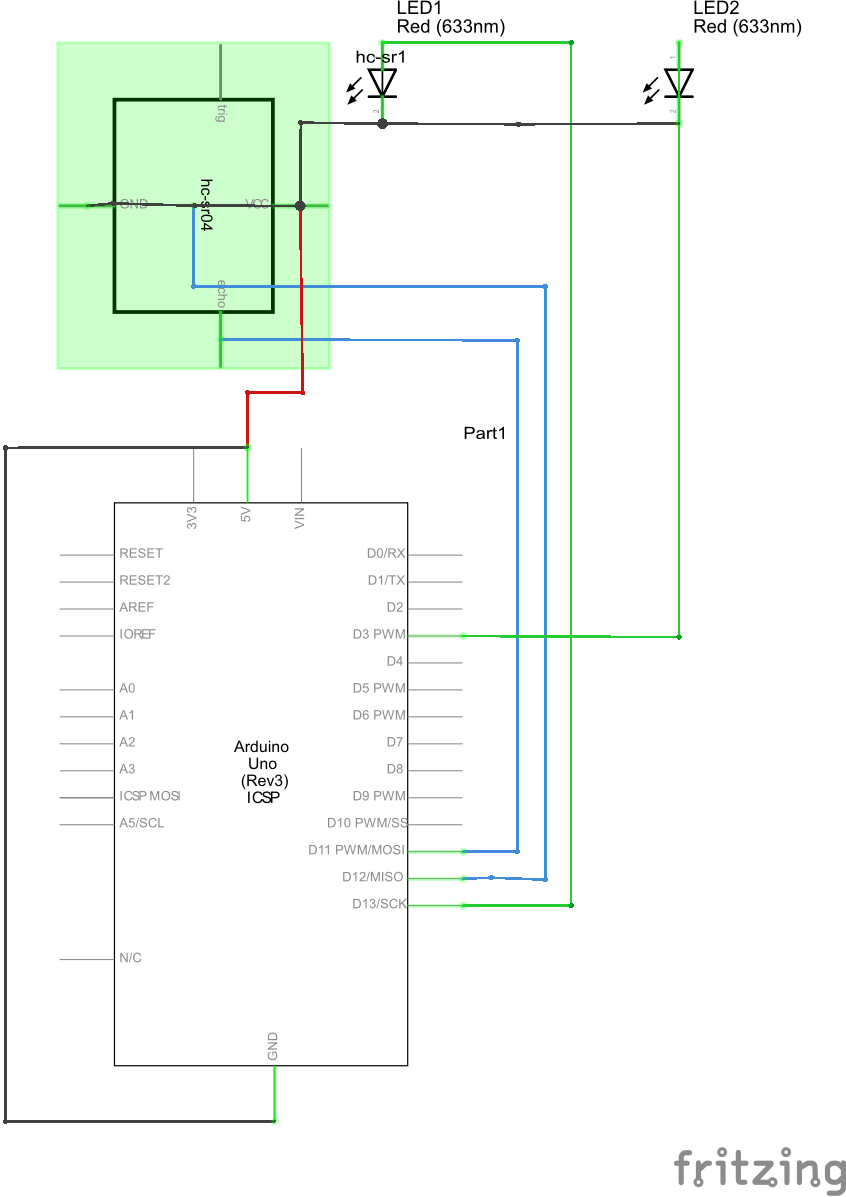 LED1
Red (633nm)
LED2
Red (633nm)
hc-sr1
1
2
2
trig
GND
hc-sr04
VCC
echo
Part1
3V3
5V
VIN
RESET
D0/RX
RESET2
D1/TX
AREF
D2
IOREF
D3 PWM
D4
A0
D5 PWM
A1
D6 PWM
A2
D7
A3
D8
Arduino
Uno
(Rev3)
ICSP
ICSP MOSI
D9 PWM
A5/SCL
D10 PWM/SS
D11 PWM/MOSI
D12/MISO
D13/SCK
N/C
GND
fritzing